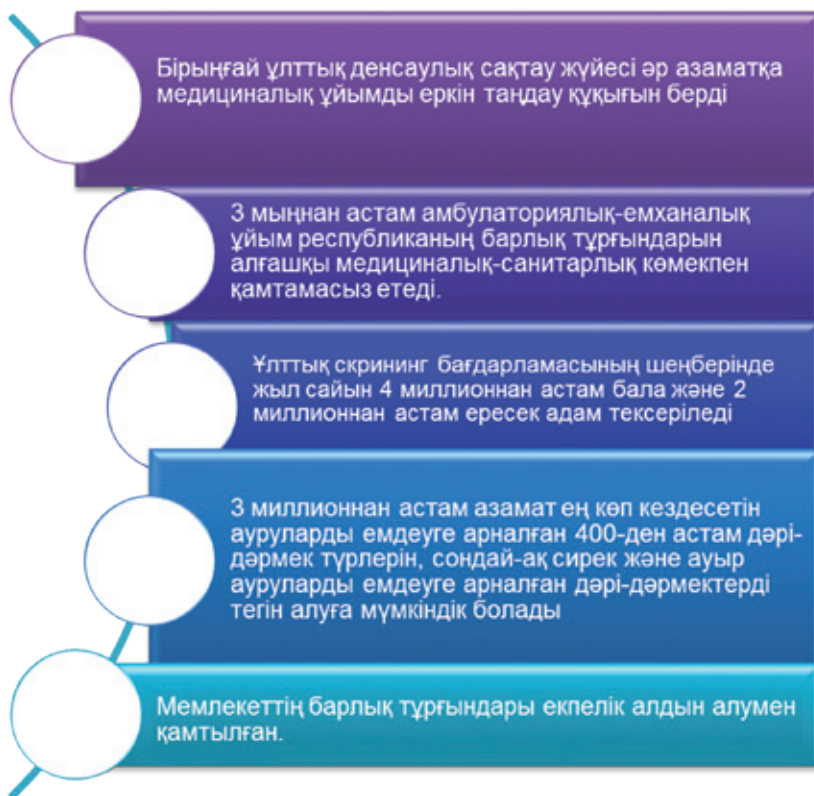 Бірыңғай ұлттық денсаулық сақтау жүйесі әр азаматқа
медициналық ұйымды еркін таңдау құқығын берді
3 мыңнан астам амбулаториялық-емханалық
ұйым республиканың барлық тұрғындарын
алғашқы медициналық-санитарлық көмекпен
қамтамасыз етеді.
Ұлттық скрининг бағдарламасының шеңберінде
жыл сайын 4 миллионнан астам бала және 2
миллионнан астам ересек адам тексеріледі
3 миллионнан астам азамат ең көп кездесетін
ауруларды емдеуге арналған 400-ден астам дәрі-
дәрмек түрлерін, сондай-ақ сирек және ауыр
ауруларды емдеуге арналған дәрі-дәрмектерді
тегін алуға мүмкіндік болады
Мемлекеттің барлық тұрғындары екпелік алдын алумен
қамтылған.